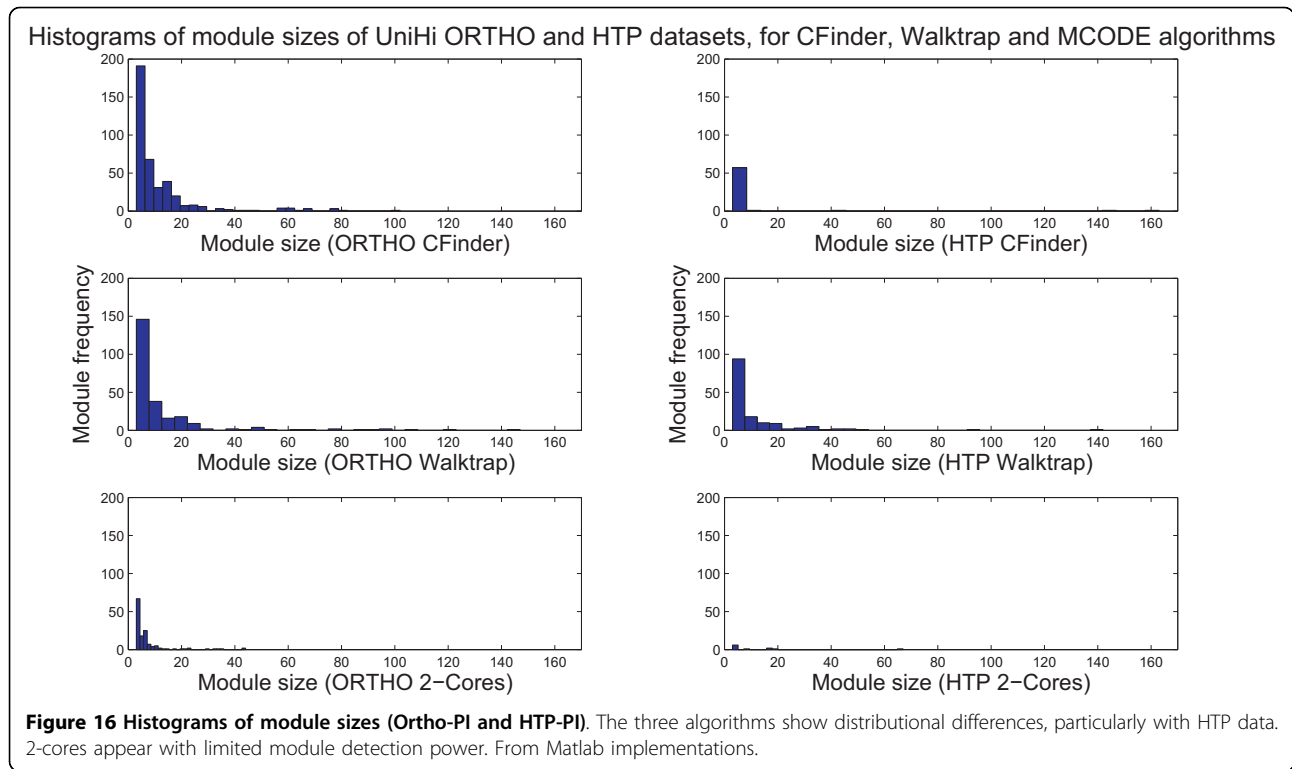 Histograms of module sizes of UniHi ORTHO and HTP datasets, for CFinder, Walktrap and MCODE algorithms
200
150
100
50
0
0 20 40 60 80 100 120 140 160
Module size (ORTHO CFinder)
200
150
100
50
0
0 20 40 60 80 100 120 140 160
Module size (HTP CFinder)
Module frequency
200
150
100
50
0
0 20 40 60 80 100 120 140 160
Module size (ORTHO Walktrap)
Module frequency
200
150
100
50
0
0 20 40 60 80 100 120 140 160
Module size (HTP Walktrap)
200
150
100
50
0
0 20 40 60 80 100 120 140 160
Module size (ORTHO 2−Cores)
200
150
100
50
0
0 20 40 60 80 100 120 140 160
Module size (HTP 2−Cores)
Figure 16 Histograms of module sizes (Ortho-PI and HTP-PI). The three algorithms show distributional differences, particularly with HTP data.
2-cores appear with limited module detection power. From Matlab implementations.